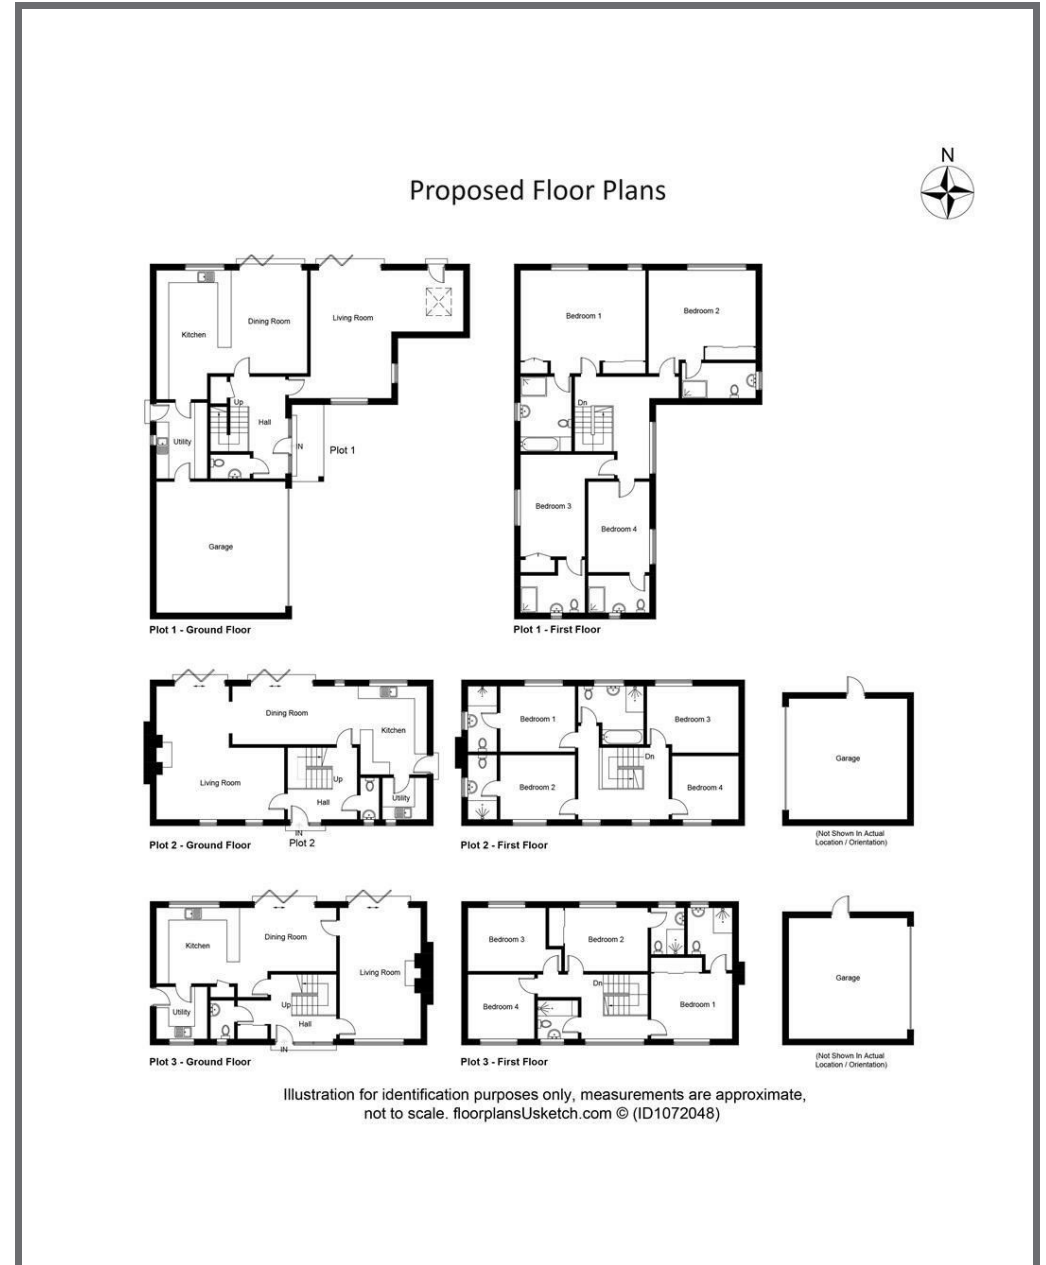 N
Proposed Floor Plans
Kitchen
Dining Room
Living Room
Up
Hall
Utility
IN
Plot 1
Garage
Plot 1 - Ground Floor
Bedroom 1
Bedroom 2
Dn
Bedroom 3
Bedroom 4
Plot 1 - First Floor
Dining Room
Kitchen
Living Room
Up
Hall
Utility
IN
Plot 2
Plot 2 - Ground Floor
Bedroom 1
Bedroom 3
Dn
Bedroom 2
Bedroom 4
Plot 2 - First Floor
Garage
(Not Shown In Actual
Location / Orientation)
Kitchen
Dining Room
Living Room
Up
Utility
Hall
IN
Plot 3 - Ground Floor
Bedroom 3
Bedroom 2
Dn
Bedroom 4
Bedroom 1
Plot 3 - First Floor
Garage
(Not Shown In Actual
Location / Orientation)
Illustration for identification purposes only, measurements are approximate,
not to scale. floorplansUsketch.com © (ID1072048)